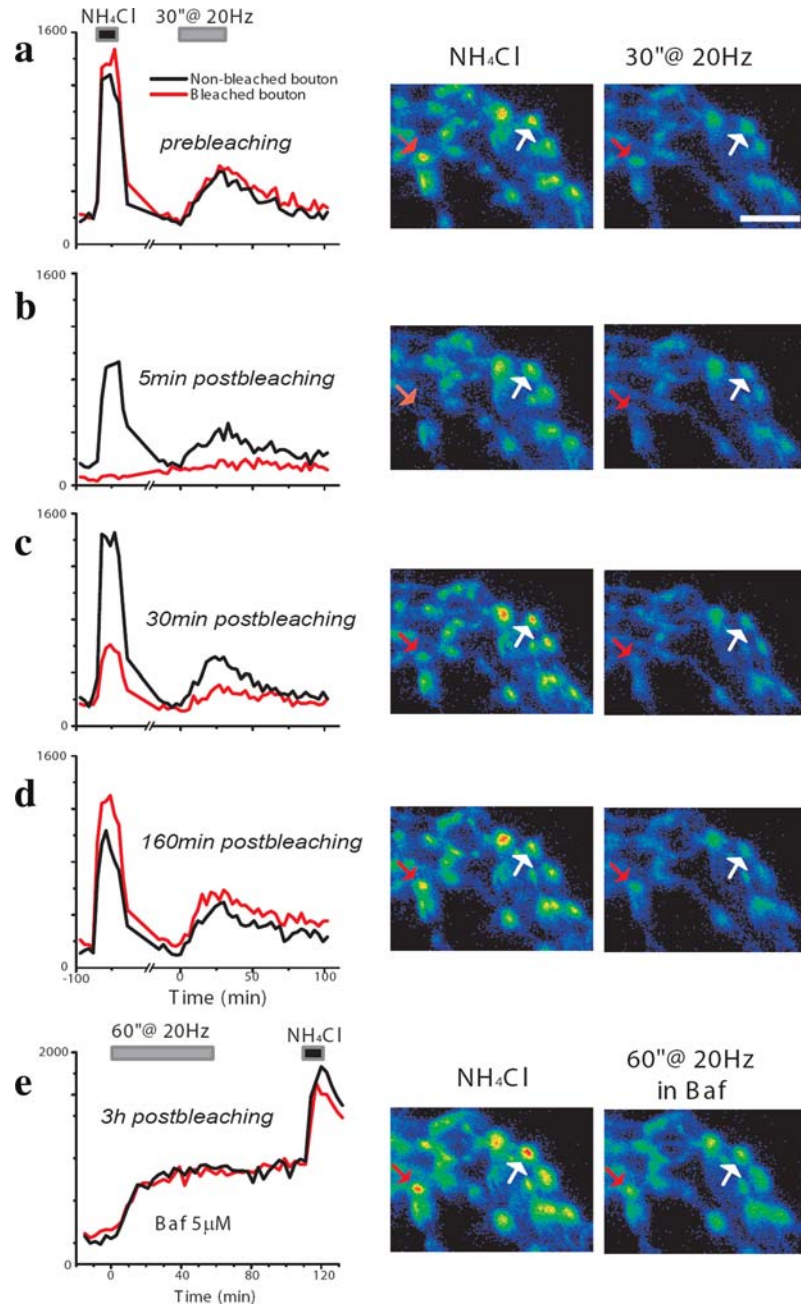 a
NH₄Cl
30"@ 20Hz
1600
Non-bleached bouton
Bleached bouton
prebleaching
0
NH₄Cl
30"@ 20Hz
b
1600
5min postbleaching
0
c
1600
30min postbleaching
0
d
1600
160min postbleaching
0
-100
0
50
100
Time (min)
e
60"@ 20Hz
NH₄Cl
2000
3h postbleaching
1000
Baf 5µM
0
0
40
80
120
Time (min)
NH₄Cl
60"@ 20Hz
in Baf